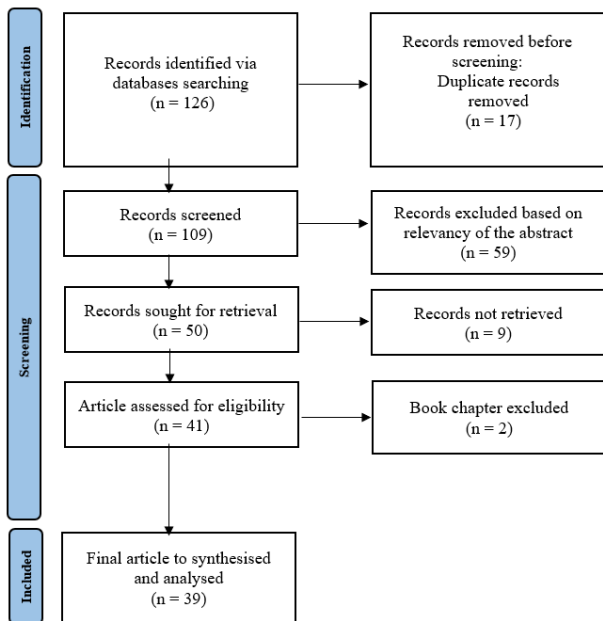 Identification
Records identified via
databases searching
(n = 126)
Records removed before
screening:
Duplicate records
removed
(n = 17)
Screening
Records screened
(n = 109)
Records excluded based on
relevancy of the abstract
(n = 59)
Records sought for retrieval
(n = 50)
Records not retrieved
(n = 9)
Article assessed for eligibility
(n = 41)
Book chapter excluded
(n = 2)
Included
Final article to synthesised
and analysed
(n = 39)